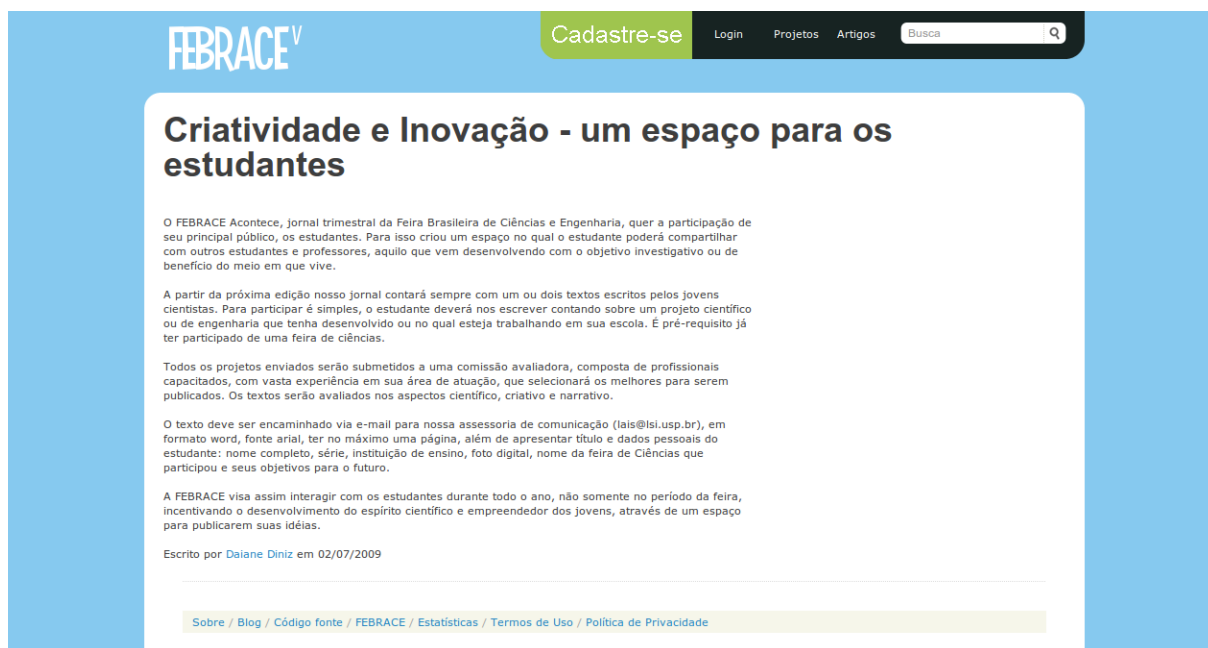 FEBRACE V
Cadastre-se
Login
Projetos
Artigos
Busca
Criatividade e Inovação - um espaço para os
estudantes
O FEBRACE Acontece, jornal trimestral da Feira Brasileira de Ciências e Engenharia, quer a participação de
seu principal público, os estudantes. Para isso criou um espaço no qual o estudante poderá compartilhar
com outros estudantes e professores, aquilo que vem desenvolvendo com o objetivo investigativo ou de
benefício do meio em que vive.
A partir da próxima edição nosso jornal contará sempre com um ou dois textos escritos pelos jovens
cientistas. Para participar é simples, o estudante deverá nos escrever contando sobre um projeto científico
ou de engenharia que tenha desenvolvido ou no qual esteja trabalhando em sua escola. É pré-requisito já
ter participado de uma feira de ciências.
Todos os projetos enviados serão submetidos a uma comissão avaliadora, composta de profissionais
capacitados, com vasta experiência em sua área de atuação, que selecionará os melhores para serem
publicados. Os textos serão avaliados nos aspectos científico, criativo e narrativo.
O texto deve ser encaminhado via e-mail para nossa assessoria de comunicação (lais@lsi.usp.br), em
formato word, fonte arial, ter no máximo uma página, além de apresentar título e dados pessoais do
estudante: nome completo, série, instituição de ensino, foto digital, nome da feira de Ciências que
participou e seus objetivos para o futuro.
A FEBRACE visa assim interagir com os estudantes durante todo o ano, não somente no período da feira,
incentivando o desenvolvimento do espírito científico e empreendedor dos jovens, através de um espaço
para publicarem suas idéias.
Escrito por Daiane Diniz em 02/07/2009
Sobre / Blog / Código fonte / FEBRACE / Estatísticas / Termos de Uso / Política de Privacidade